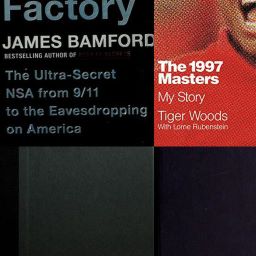 Factory
JAMES BAMFORD
BESTSELLING AUTHOR OF
The Ultra-Secret
NSA from 9/11
to the Eavesdropping
on America
The 1997
Masters
My Story
Tiger Woods
With Lorne Rubenstein